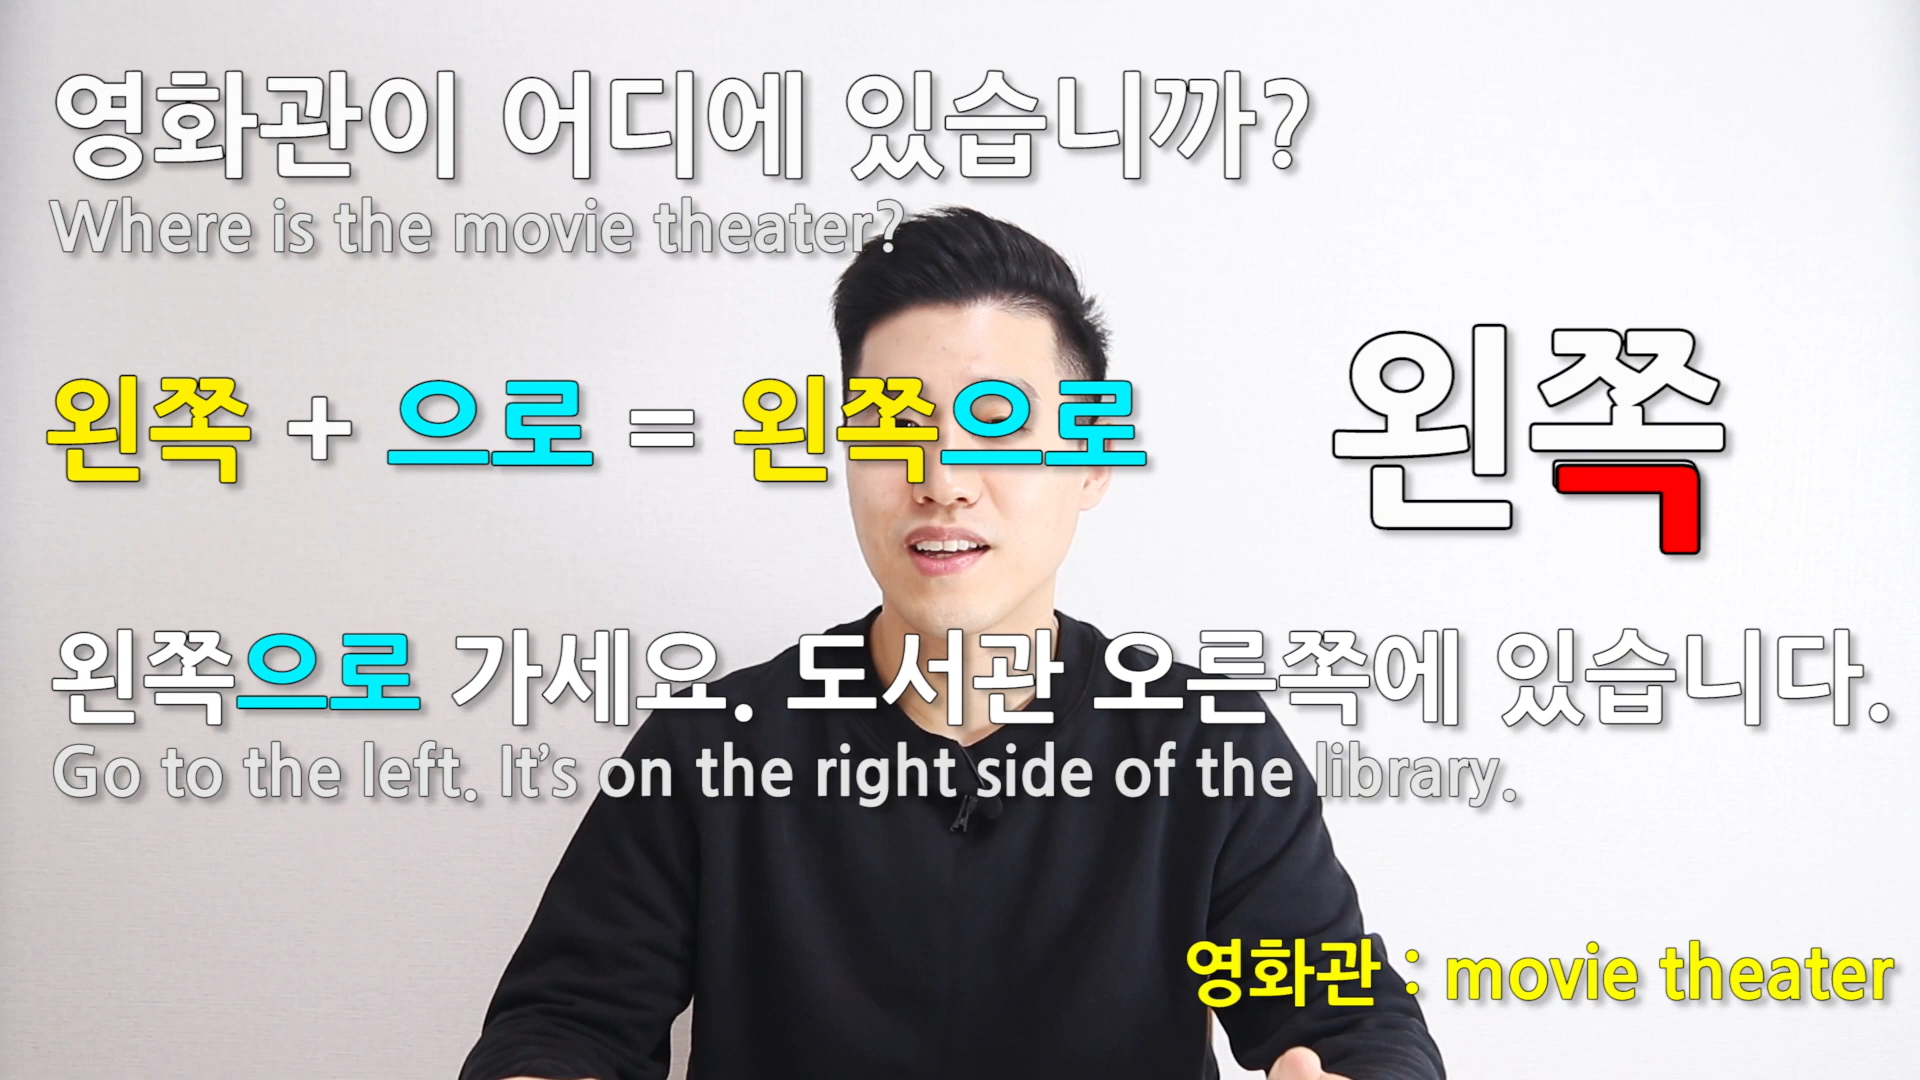 영화관이 어디에 있습니까?
Where is the movie theater?
왼쪽 + 으로 = 왼쪽으로
왼쪽
왼쪽으로 가세요. 도서관 오른쪽에 있습니다.
Go to the left. It's on the right side of the library.
영화관 : movie theater